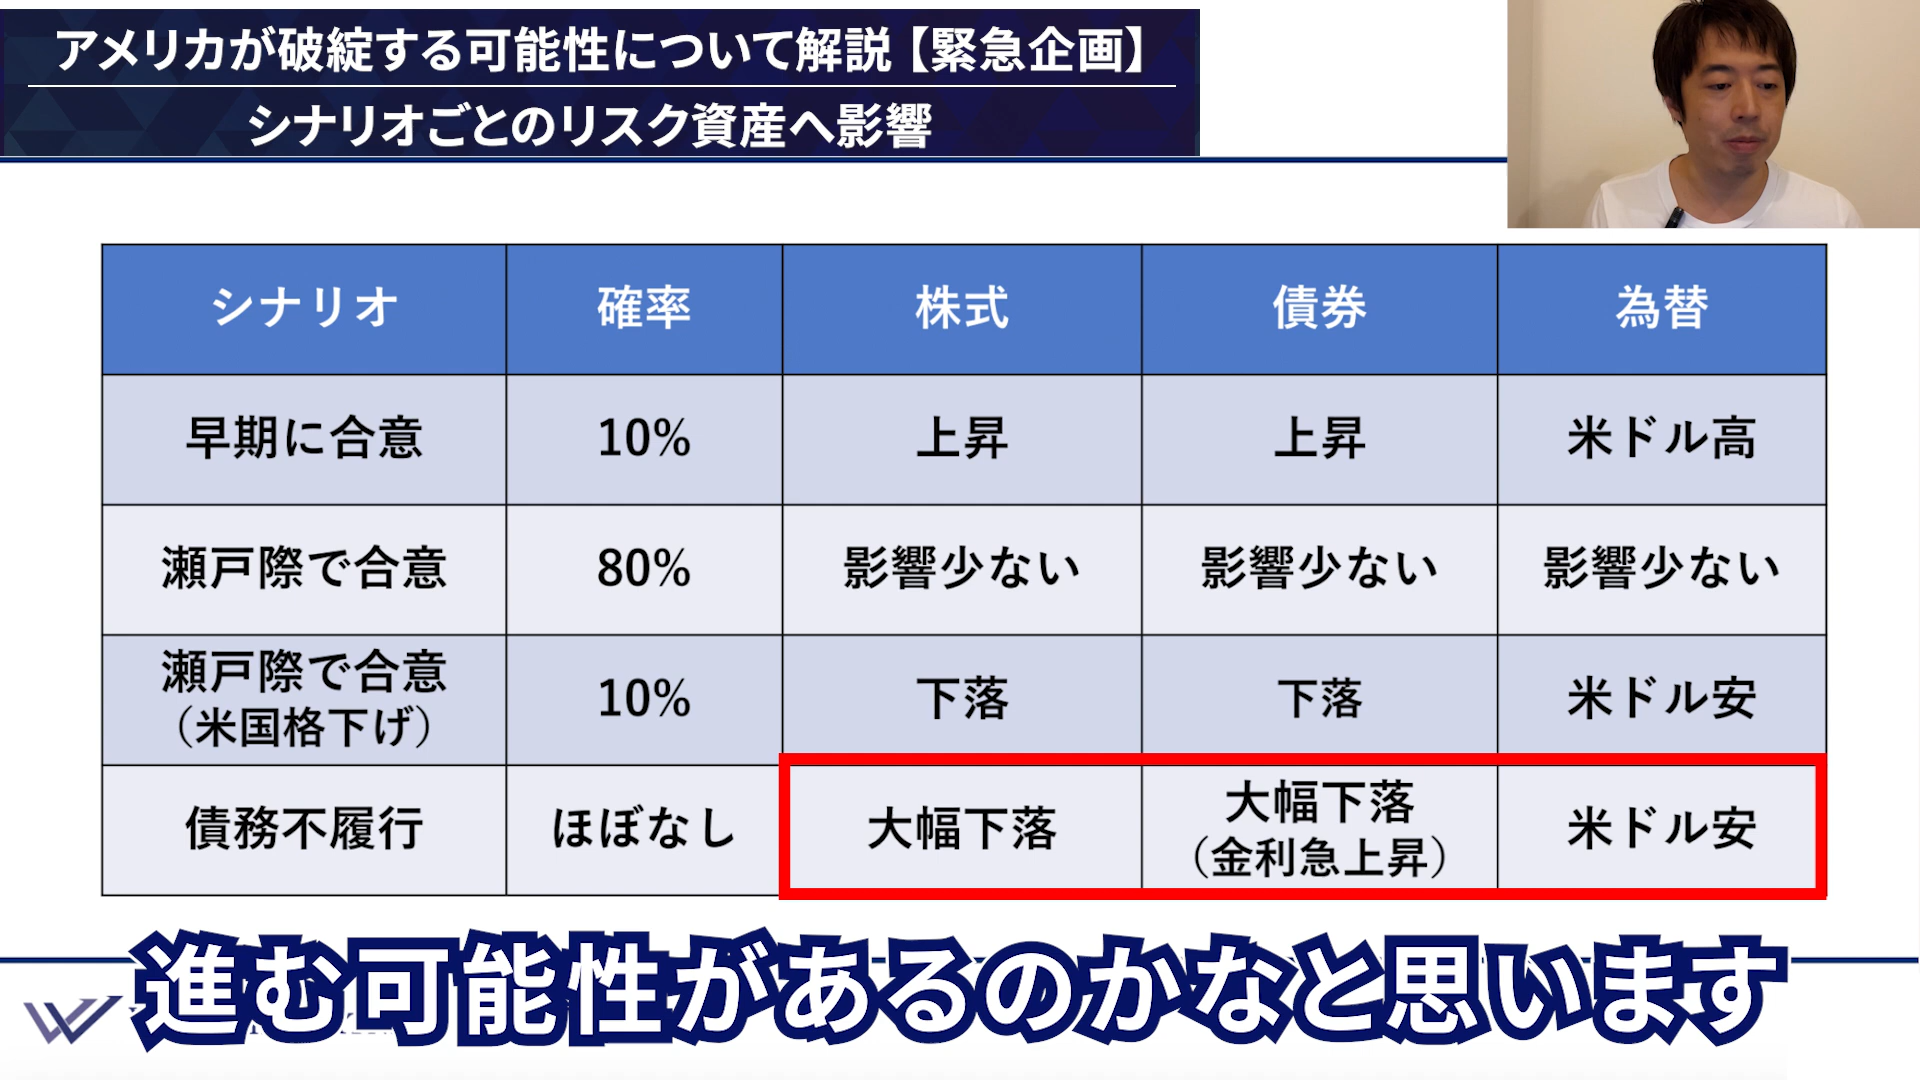 アメリカが破綻する可能性について解説【緊急企画】
シナリオごとのリスク資産へ影響
シナリオ 確率 株式 債券 為替
早期に合意 10% 上昇 上昇 米ドル高
瀬戸際で合意 80% 影響少ない 影響少ない 影響少ない
瀬戸際で合意
（米国格下げ） 10% 下落 下落 米ドル安
債務不履行 ほぼなし 大幅下落 大幅下落
（金利急上昇） 米ドル安
進む可能性があるのかなと思います